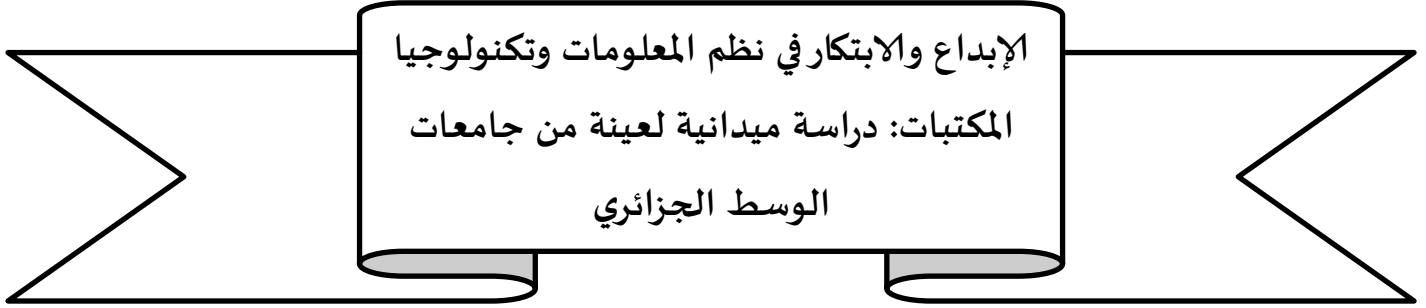 الإبداع والابتكار في نظم المعلومات وتكنولوجيا
المكتبات: دراسة ميدانية لعينة من جامعات
الوسط الجزائري